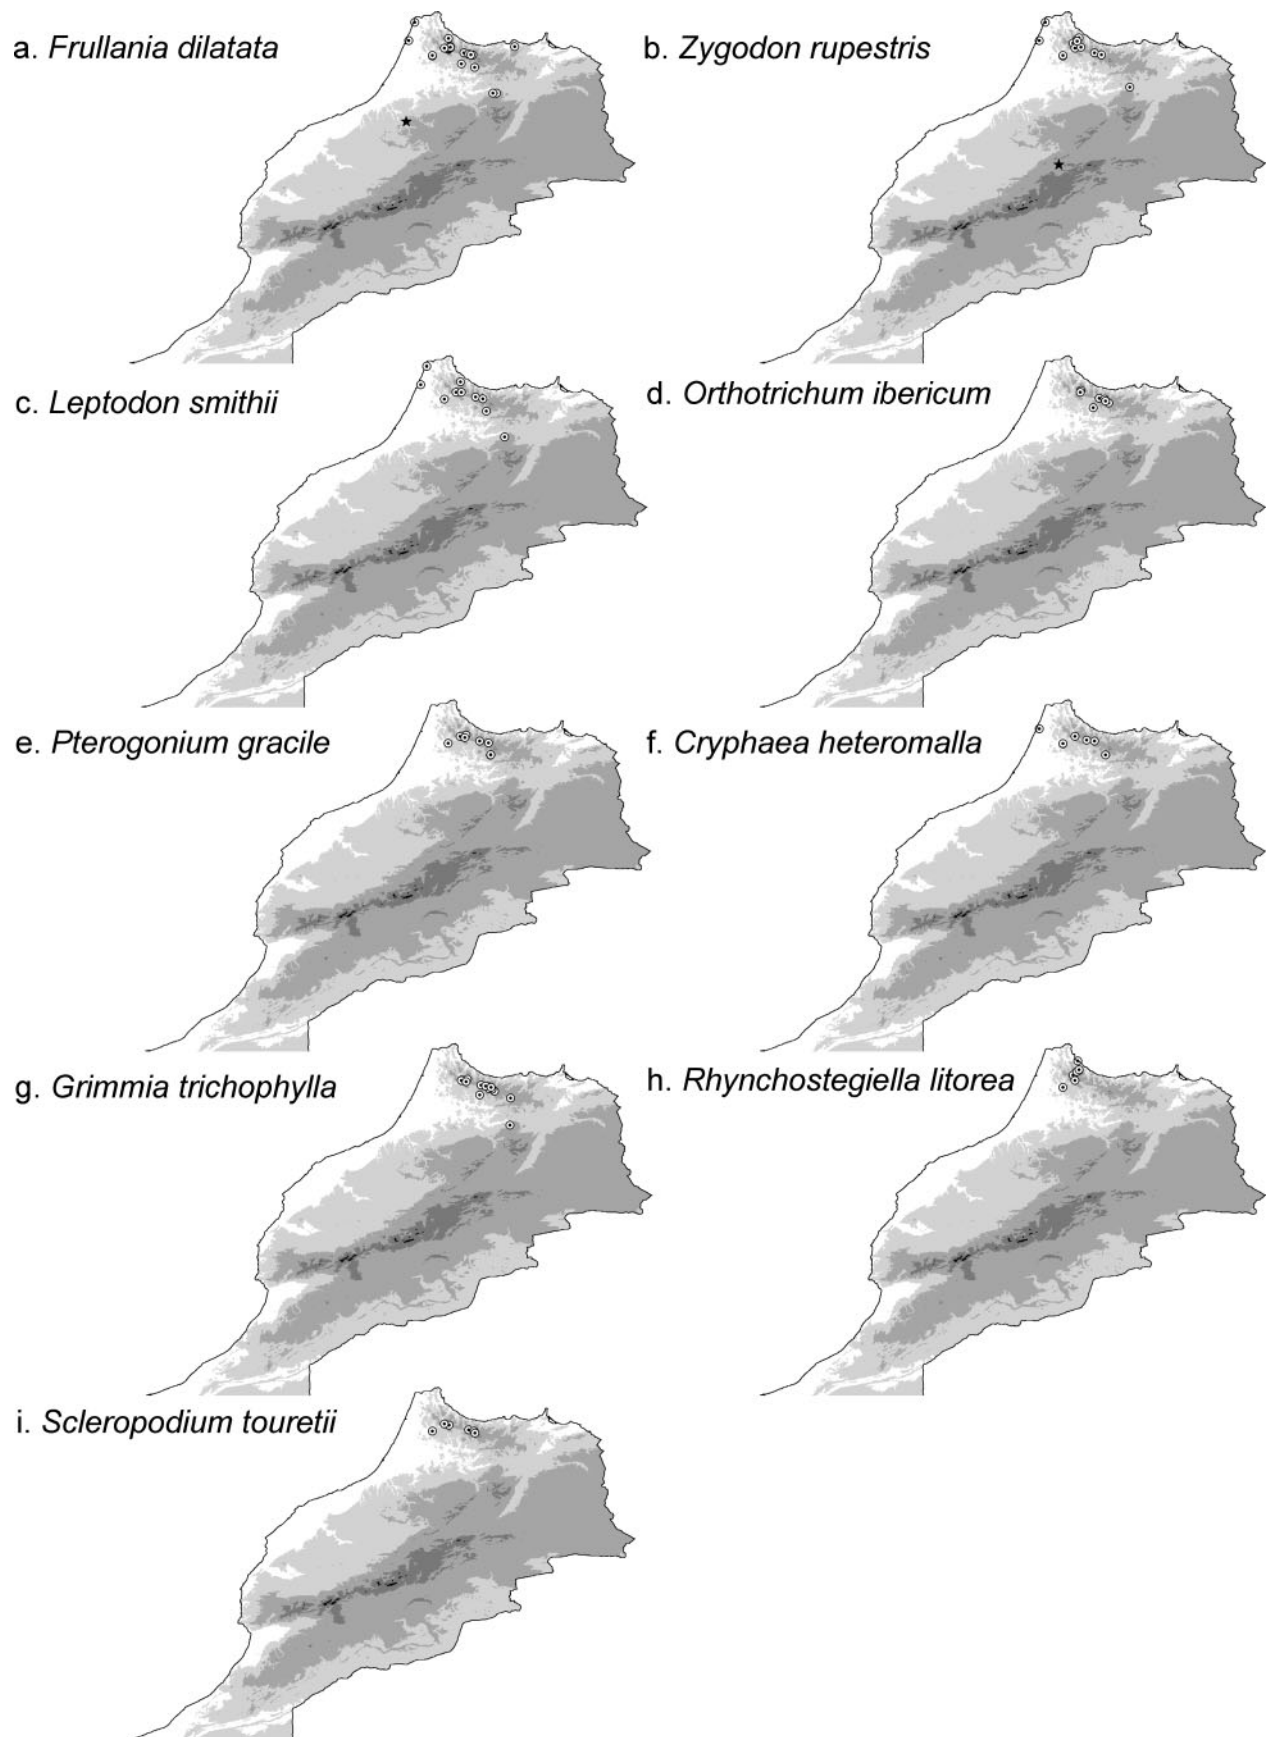 a. Frullania dilatata
b. Zygodon rupestris
c. Leptodon smithii
d. Orthotrichum ibericum
e. Pterogonium gracile
f. Cryphaea heteromalla
g. Grimmia trichophylla
h. Rhynchostegiella litorea
i. Scleropodium touretii